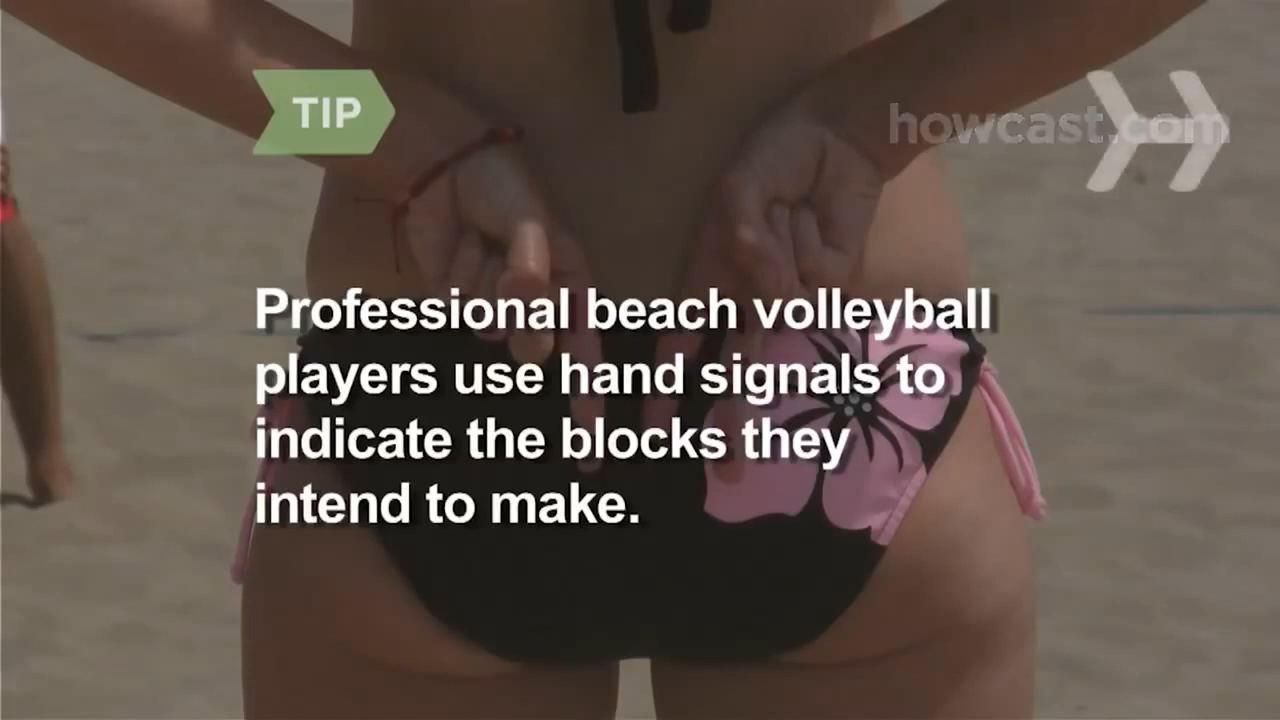 TIP
howcast.com
Professional beach volleyball
players use hand signals to
indicate the blocks they
intend to make.